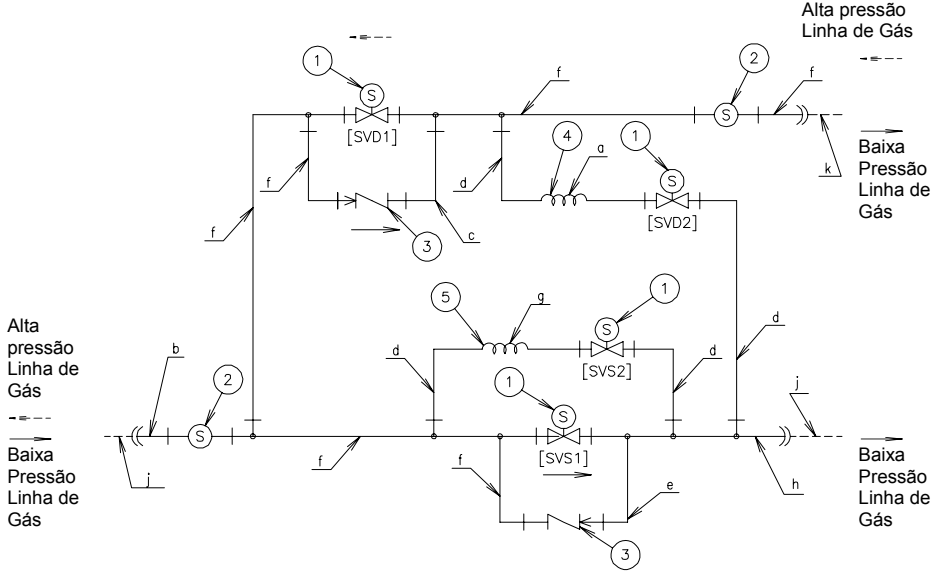 Alta pressão
Linha de Gás
1
S
[SVD1]
f
2
S
f
k
Baixa
Pressão
Linha de
Gás
f
d
4
a
1
S
[SVD2]
f
c
3
5
g
1
S
[SVS2]
d
d
d
Alta
pressão
Linha de
Gás
b
2
S
1
S
[SVS1]
j
j
Baixa
Pressão
Linha de
Gás
f
f
e
3
h
Baixa
Pressão
Linha de
Gás